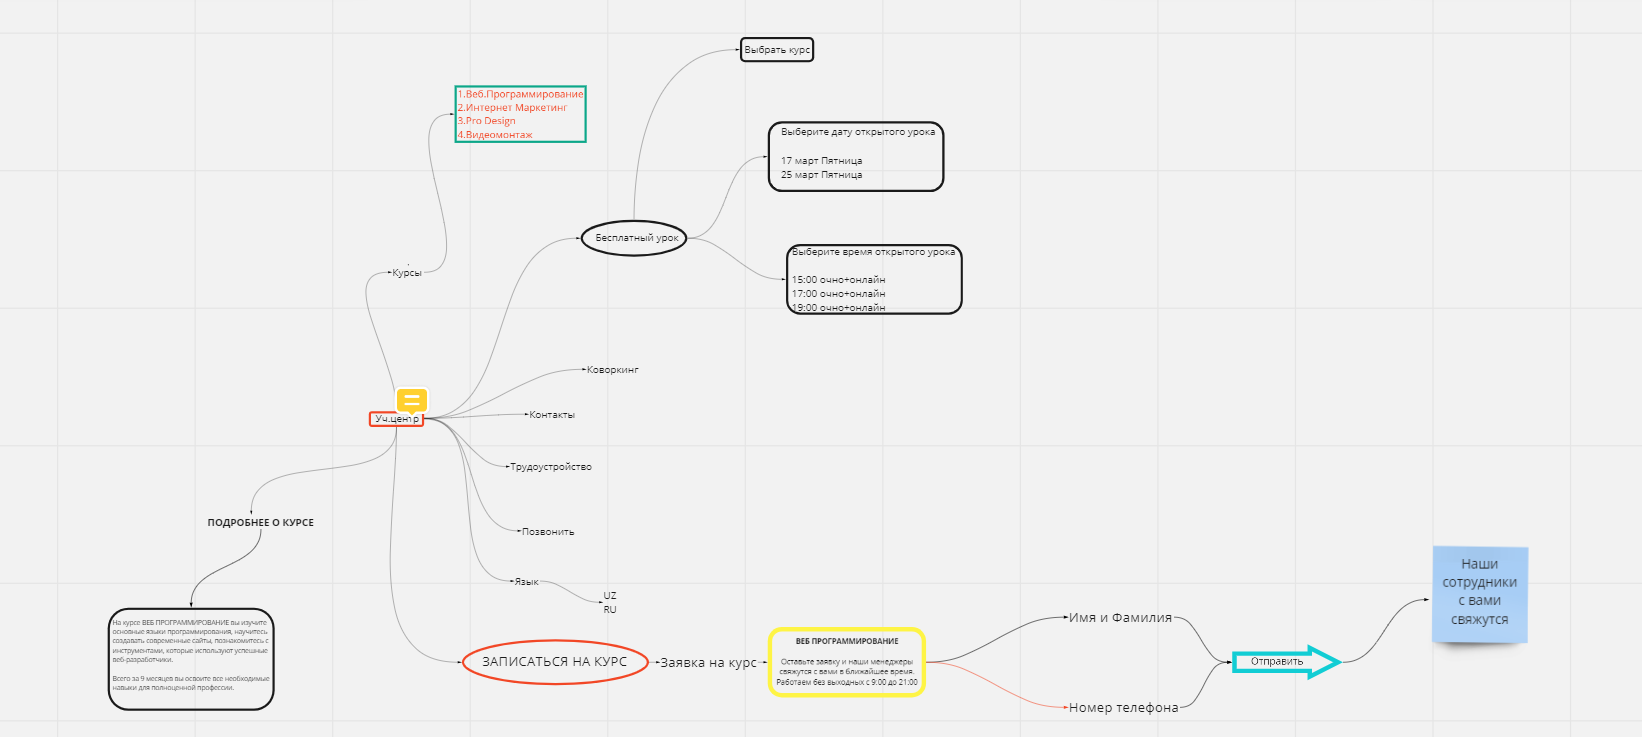 Выбрать курс
1.Веб.Программирование
2.Интернет Маркетинг
3.Pro Design
4.Видеомонтаж
Выберите дату открытого урока
17 март Пятница
25 март Пятница
Бесплатный урок
Выберите время открытого урока
15:00 очно+онлайн
17:00 очно+онлайн
19:00 очно+онлайн
Курсы
Коворкинг
Контакты
Уч.центр
Трудоустройство
ПОДРОБНЕЕ О КУРСЕ
Позвонить
Язык
UZ
RU
На курсе ВЕБ ПРОГРАММИРОВАНИЕ вы изучите
основные языки программирования, научитесь
создавать современные сайты, познакомитесь с
инструментами, которые используют успешные
веб-разработчики.
Всего за 9 месяцев вы освоите все необходимые
навыки для полноценной профессии.
ЗАПИСАТЬСЯ НА КУРС
Заявка на курс
ВЕБ ПРОГРАММИРОВАНИЕ
Оставьте заявку и наши менеджеры
свяжутся с вами в ближайшее время.
Работаем без выходных с 9:00 до 21:00
Имя и Фамилия
Номер телефона
Отправить
Наши
сотрудники
с вами
свяжутся